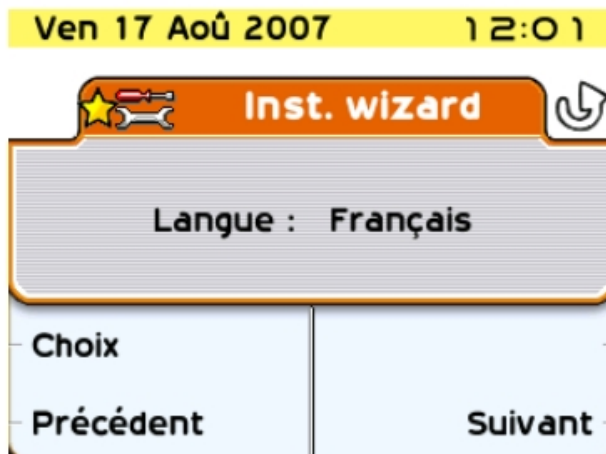 Ven 17 Aoû 2007 12:01
Inst. wizard
Langue : Français
Choix
Précédent Suivant